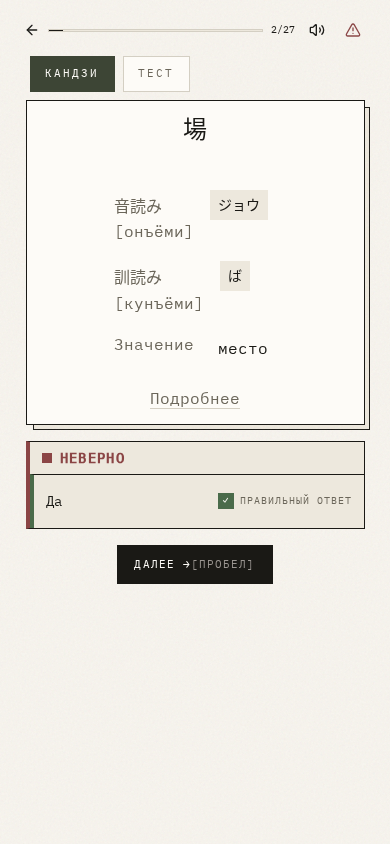 2/27
КАНДЗИ
ТЕСТ
場
音読み
[онъёми]
ジョウ
訓読み
[кунъёми]
ば
Значение
место
Подробнее
НЕВЕРНО
Да
ПРАВИЛЬНЫЙ ОТВЕТ
ДАЛЕЕ →[ПРОБЕЛ]